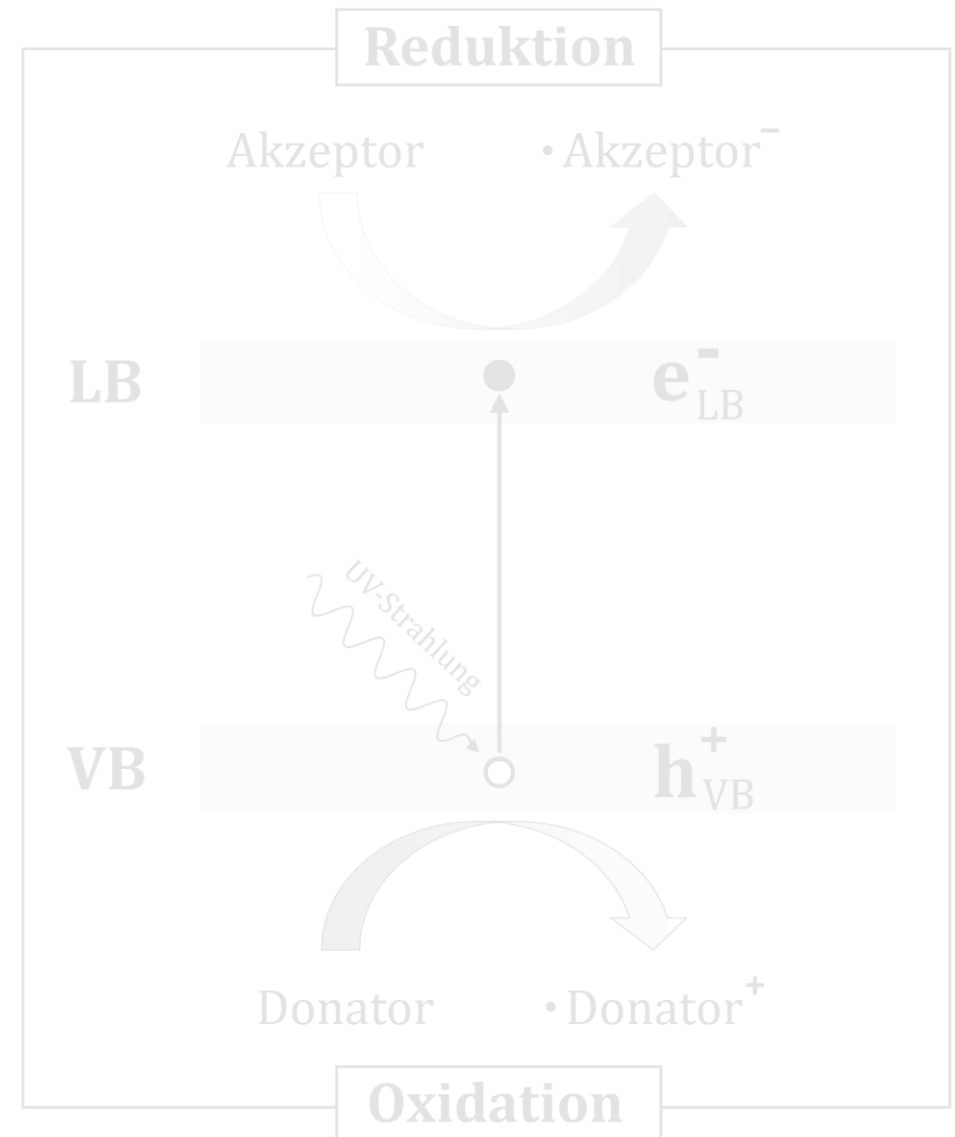 Reduktion
Akzeptor
· Akzeptor⁻
LB
e⁻LB
UV-Strahlung
VB
h⁺VB
Donator
· Donator⁺
Oxidation